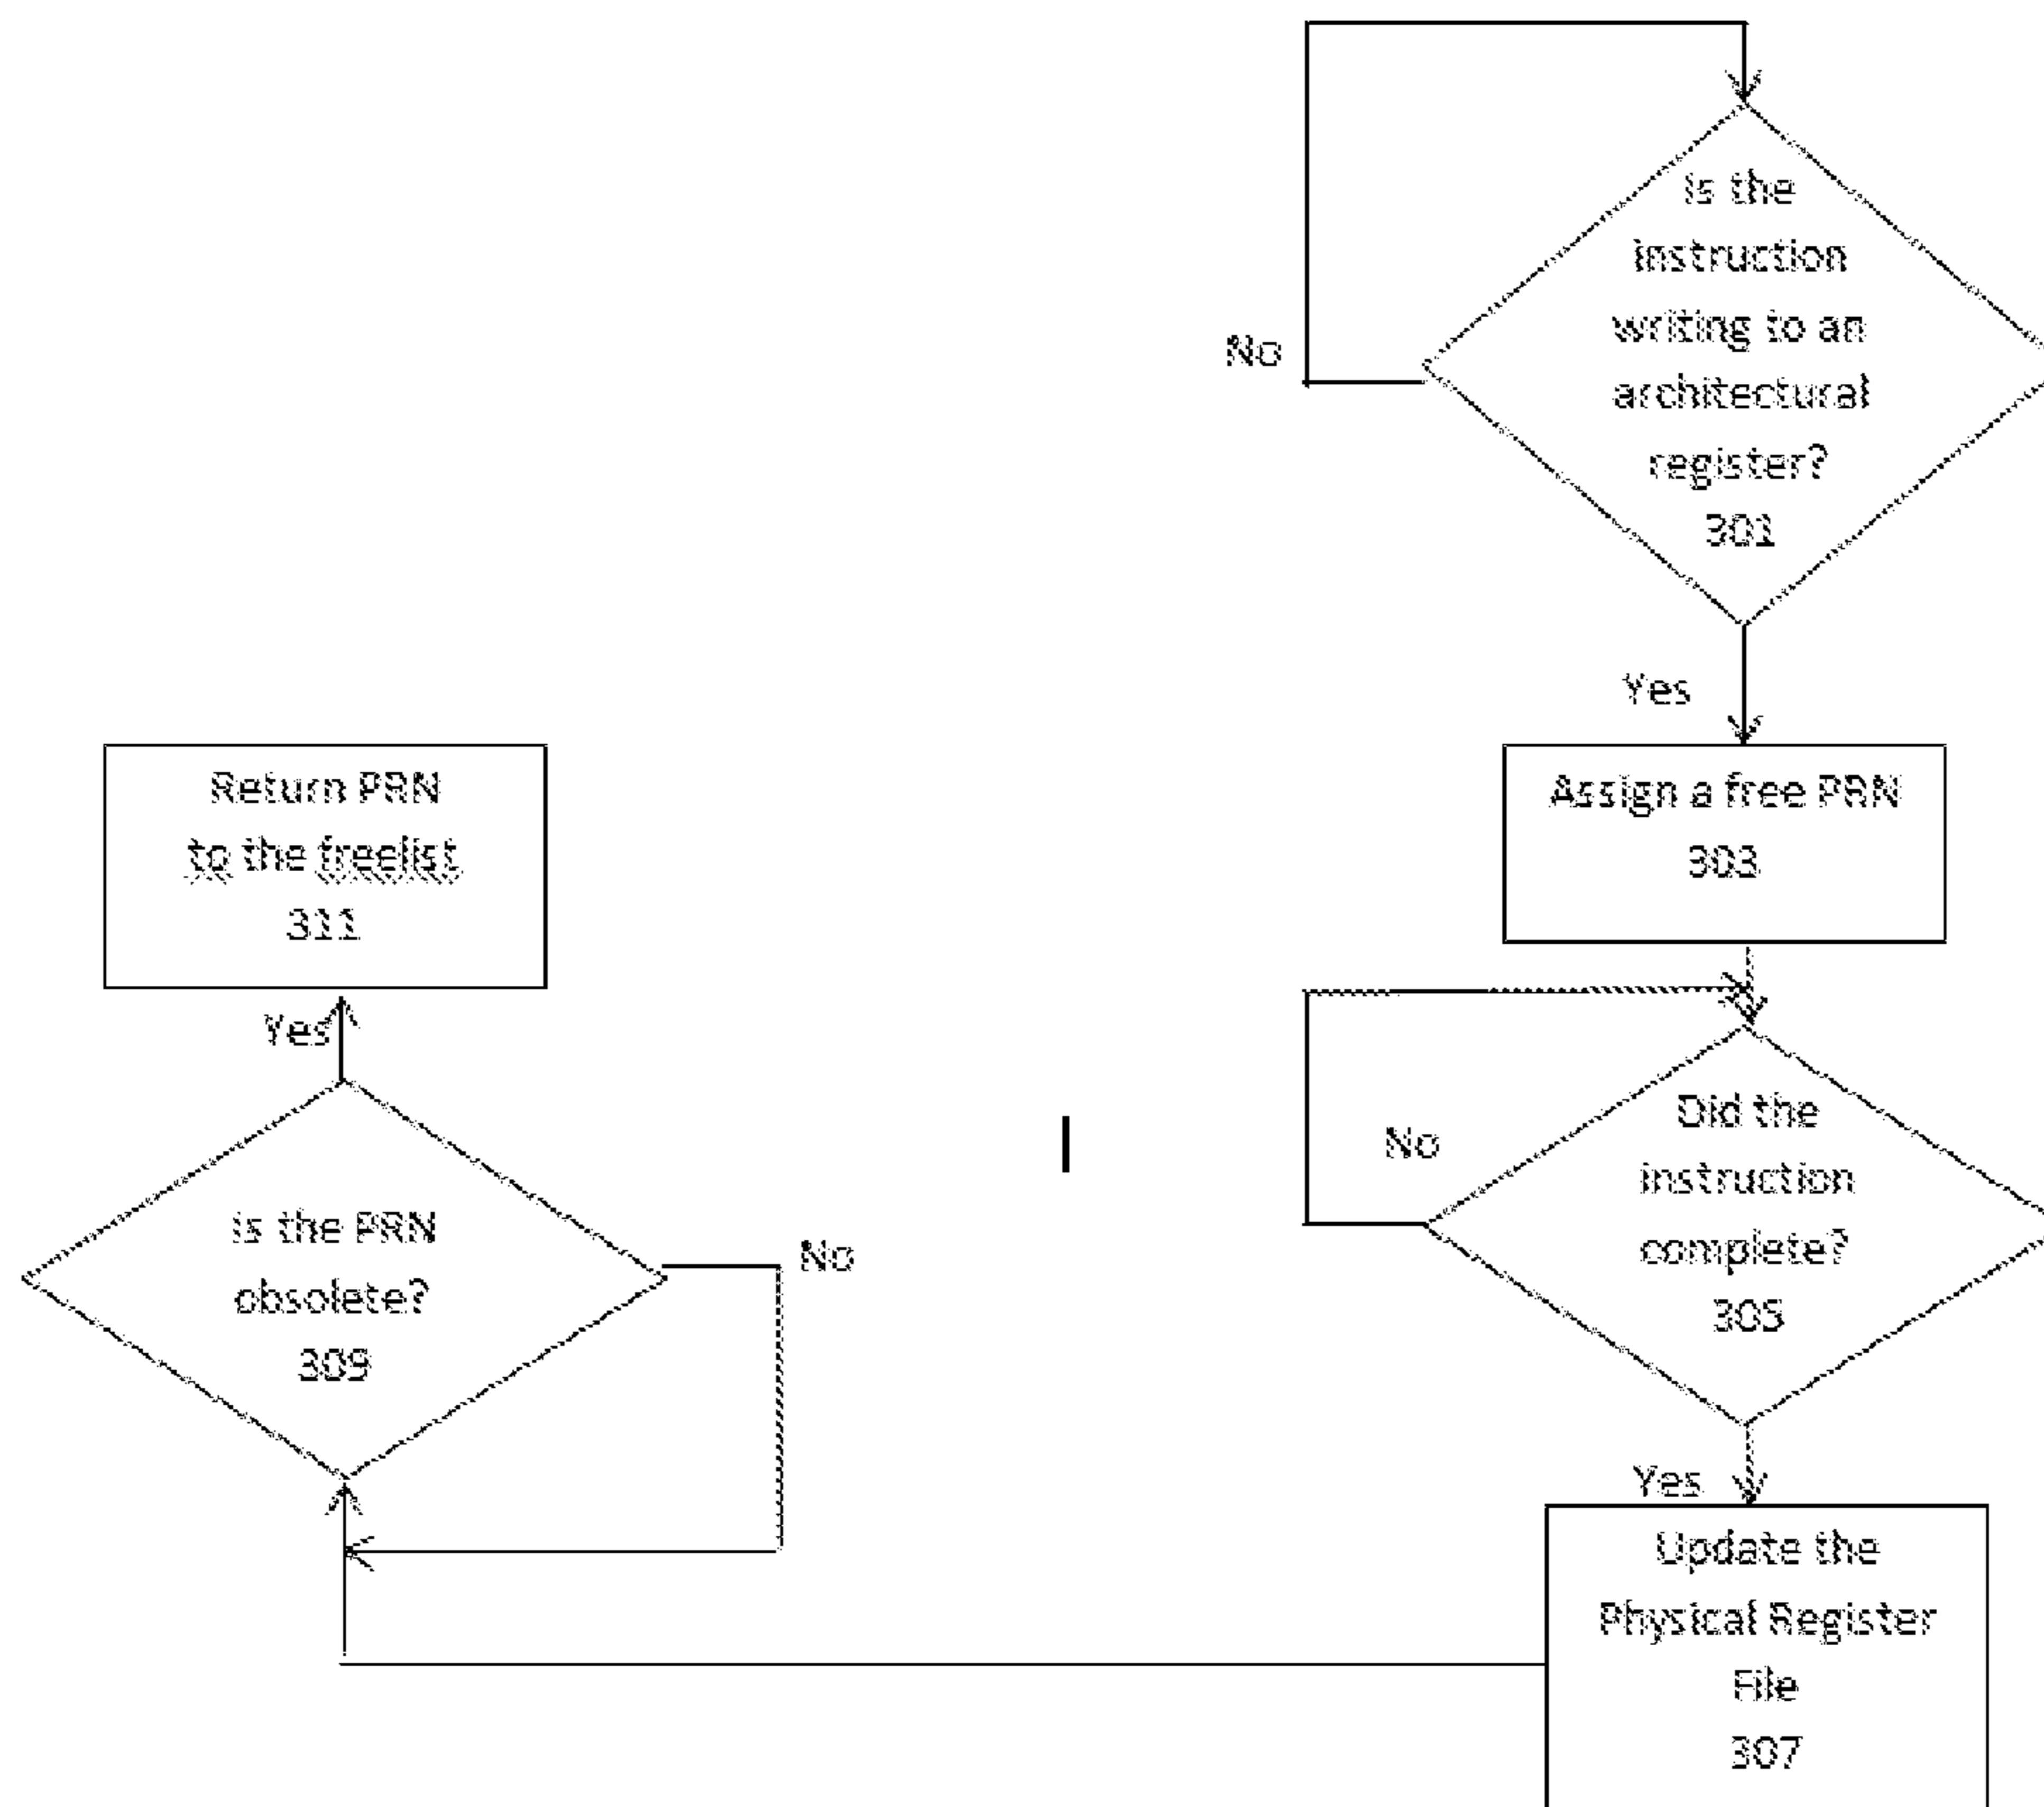 Is the
instruction
writing to an
architectural
register?
301
No
Yes
Assign a free PRN
303
Did the
instruction
complete?
305
No
Yes
Update the
Physical Register
File
307
is the PRN
obsolete?
309
No
Yes
Return PRN
to the freelist
311